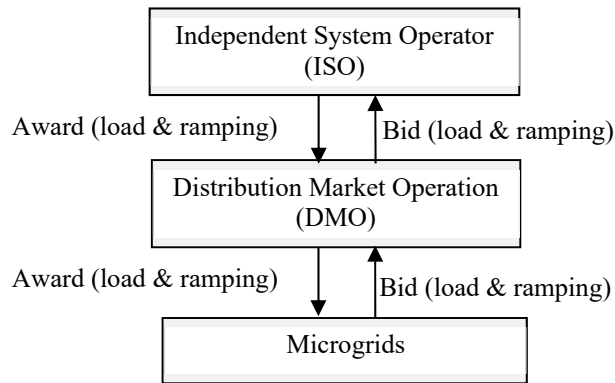 Independent System Operator
(ISO)
Award (load & ramping)
Bid (load & ramping)
Distribution Market Operation
(DMO)
Award (load & ramping)
Bid (load & ramping)
Microgrids